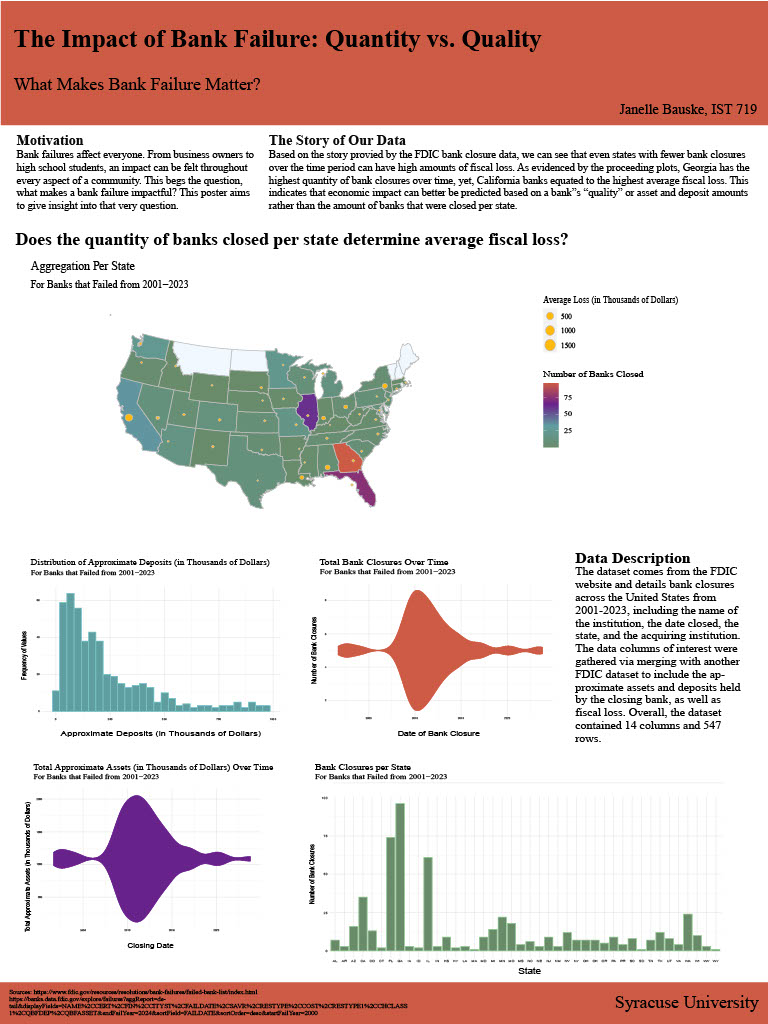 The Impact of Bank Failure: Quantity vs. Quality
What Makes Bank Failure Matter?
Janelle Bauske, IST 719
Motivation
Bank failures affect everyone. From business owners to
high school students, an impact can be felt throughout
every aspect of a community. This begs the question,
what makes a bank failure impactful? This poster aims
to give insight into that very question.
The Story of Our Data
Based on the story provied by the FDIC bank closure data, we can see that even states with fewer bank closures
over the time period can have high amounts of fiscal loss. As evidenced by the proceeding plots, Georgia has the
highest quantity of bank closures over time, yet, California banks equated to the highest average fiscal loss. This
indicates that economic impact can better be predicted based on a bank"s “quality” or asset and deposit amounts
rather than the amount of banks that were closed per state.
Does the quantity of banks closed per state determine average fiscal loss?
Aggregation Per State
For Banks that Failed from 2001–2023
Average Loss (in Thousands of Dollars)
500
1000
1500
Number of Banks Closed
75
50
25
Distribution of Approximate Deposits (in Thousands of Dollars)
For Banks that Failed from 2001–2023
Frequency of Values
Approximate Deposits (in Thousands of Dollars)
Total Bank Closures Over Time
For Banks that Failed from 2001–2023
Number of Bank Closures
Date of Bank Closure
Data Description
The dataset comes from the FDIC
website and details bank closures
across the United States from
2001-2023, including the name of
the institution, the date closed, the
state, and the acquiring institution.
The data columns of interest were
gathered via merging with another
FDIC dataset to include the ap-
proximate assets and deposits held
by the closing bank, as well as
fiscal loss. Overall, the dataset
contained 14 columns and 547
rows.
Total Approximate Assets (in Thousands of Dollars) Over Time
For Banks that Failed from 2001–2023
Total Approximate Assets (in Thousands of Dollars)
Closing Date
Bank Closures per State
For Banks that Failed from 2001–2023
Number of Bank Closures
State
Sources: https://www.fdic.gov/resources/resolutions/bank-failures/failed-bank-list/index.html
https://banks.data.fdic.gov/explore/failures?aggReport=de-
tail&displayFields=NAME%2CCERT%2CFIN%2CCITYST%2CFAILDATE%2CSAVR%2CRESTYPE%2CCOST%2CRESTYPE1%2CCHCLASS
1%2CQBFDEP%2CQBFASSET&endFailYear=2024&sortField=FAILDATE&sortOrder=desc&startFailYear=2000
Syracuse University